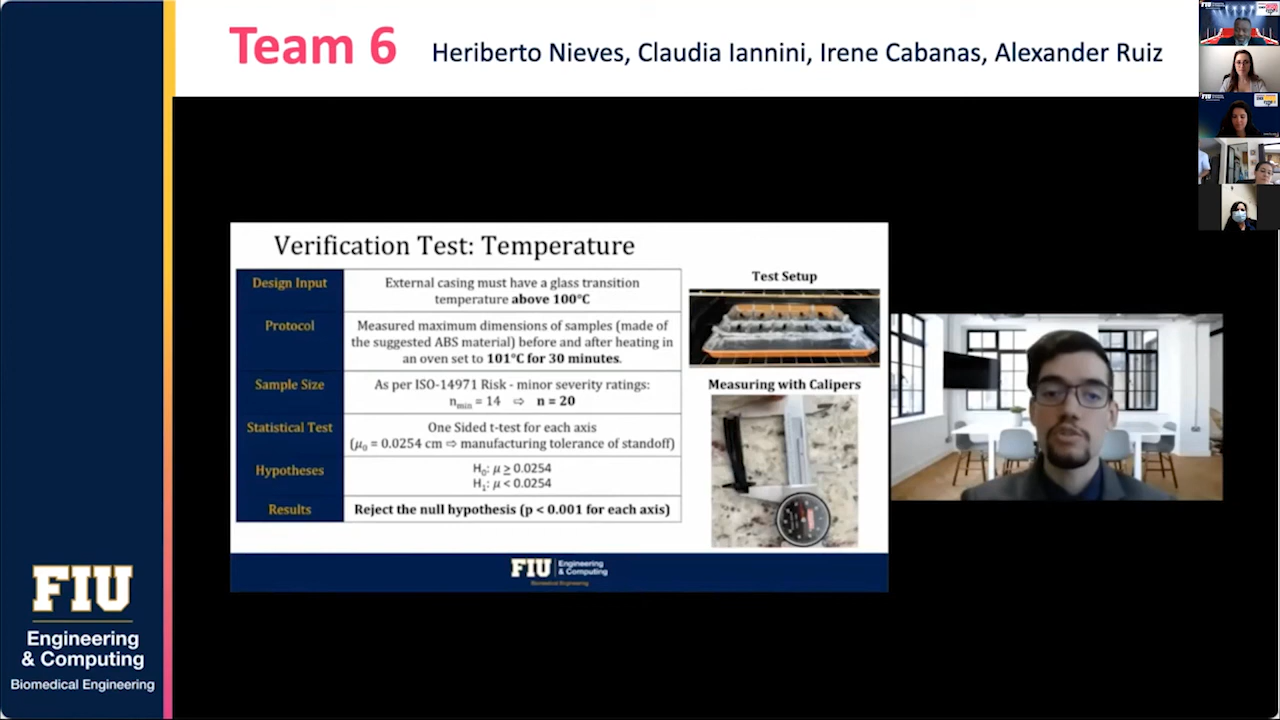 Team 6
Heriberto Nieves, Claudia Iannini, Irene Cabanas, Alexander Ruiz
Verification Test: Temperature
Design Input
External casing must have a glass transition
temperature above 100°C
Protocol
Measured maximum dimensions of samples (made of
the suggested ABS material) before and after heating in
an oven set to 101°C for 30 minutes.
Sample Size
As per ISO-14971 Risk - minor severity ratings:
nmin = 14 ⇨ n = 20
Statistical Test
One Sided t-test for each axis
(μ0 = 0.0254 cm ⇨ manufacturing tolerance of standoff)
Hypotheses
H0: μ ≥ 0.0254
H1: μ < 0.0254
Results
Reject the null hypothesis (p < 0.001 for each axis)
Test Setup
Measuring with Calipers
FIU Engineering
& Computing
Biomedical Engineering
FIU
Engineering
& Computing
Biomedical Engineering
FIU
FIU